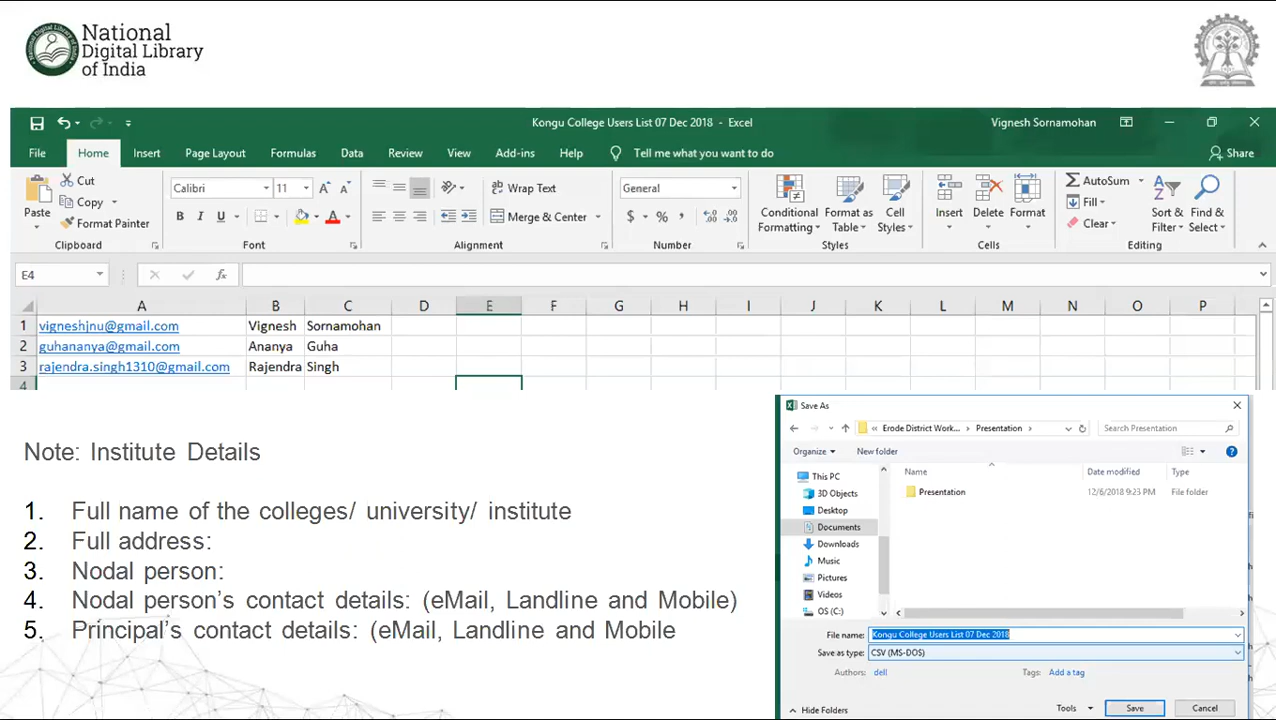 National
Digital Library
of India
Kongu College Users List 07 Dec 2018 - Excel
Vignesh Sornamohan
File Home Insert Page Layout Formulas Data Review View Add-ins Help Tell me what you want to do Share
Cut
Copy
Format Painter
Paste
Clipboard
Calibri 11
B I U
Font
Wrap Text
Merge & Center
Alignment
General
$ % ,
Number
Conditional Formatting
Format as Table
Cell Styles
Styles
Insert Delete Format
Cells
AutoSum
Fill
Clear
Sort & Filter
Find & Select
Editing
E4 fx
A B C D E F G H I J K L M N O P
1 vigneshjnu@gmail.com Vignesh Sornamohan
2 guhananya@gmail.com Ananya Guha
3 rajendra.singh1310@gmail.com Rajendra Singh
4
Note: Institute Details
1. Full name of the colleges/ university/ institute
2. Full address:
3. Nodal person:
4. Nodal person's contact details: (eMail, Landline and Mobile)
5. Principal's contact details: (eMail, Landline and Mobile
Save As
« Erode District Work... › Presentation › Search Presentation
Organize New folder
This PC
3D Objects
Desktop
Documents
Downloads
Music
Pictures
Videos
OS (C:)
Name Date modified Type
Presentation 12/6/2018 9:23 PM File folder
File name: Kongu College Users List 07 Dec 2018
Save as type: CSV (MS-DOS)
Authors: dell Tags: Add a tag
Hide Folders Tools Save Cancel